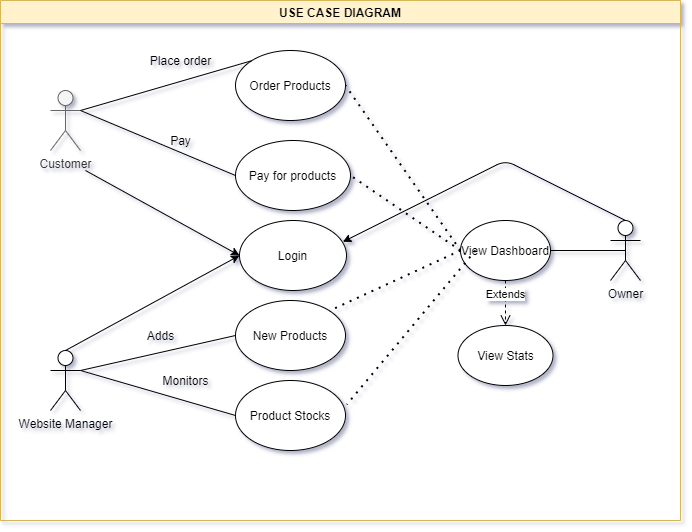 USE CASE DIAGRAM
Place order
Order Products
Customer
Pay
Pay for products
Login
View Dashboard
Owner
Extends
Adds
New Products
View Stats
Monitors
Product Stocks
Website Manager